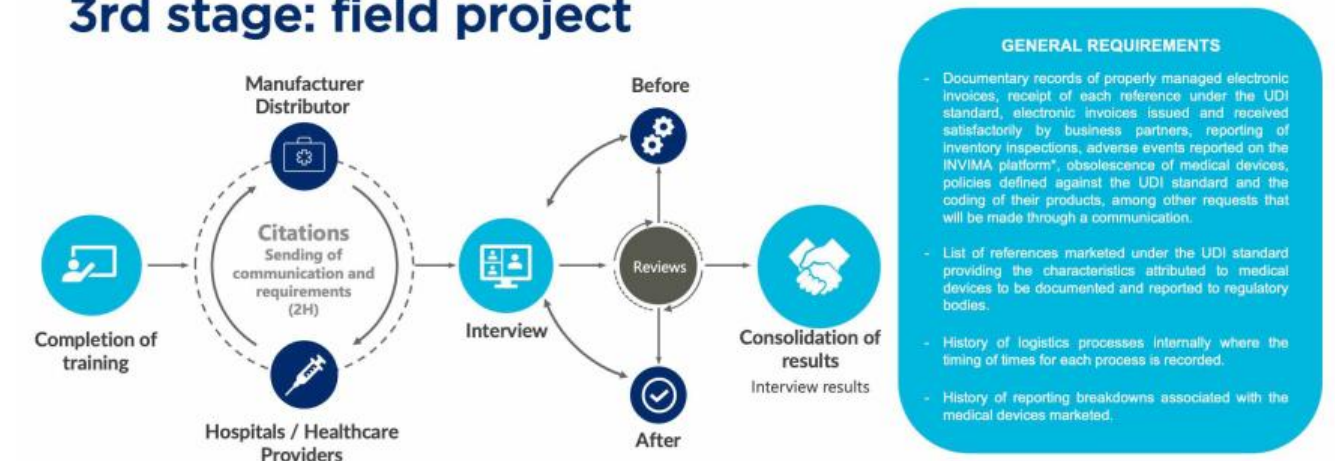 3rd stage: field project
Manufacturer
Distributor
Citations
Sending of
communication and
requirements
(2H)
Completion of
training
Hospitals / Healthcare
Providers
Interview
Before
Reviews
After
Consolidation of
results
Interview results
GENERAL REQUIREMENTS
- Documentary records of properly managed electronic
invoices, receipt of each reference under the UDI
standard, electronic invoices issued and received
satisfactorily by business partners, reporting of
inventory inspections, adverse events reported on the
INVIMA platform*, obsolescence of medical devices,
policies defined against the UDI standard and the
coding of their products, among other requests that
will be made through a communication.
- List of references marketed under the UDI standard
providing the characteristics attributed to medical
devices to be documented and reported to regulatory
bodies.
- History of logistics processes internally where the
timing of times for each process is recorded.
- History of reporting breakdowns associated with the
medical devices marketed.